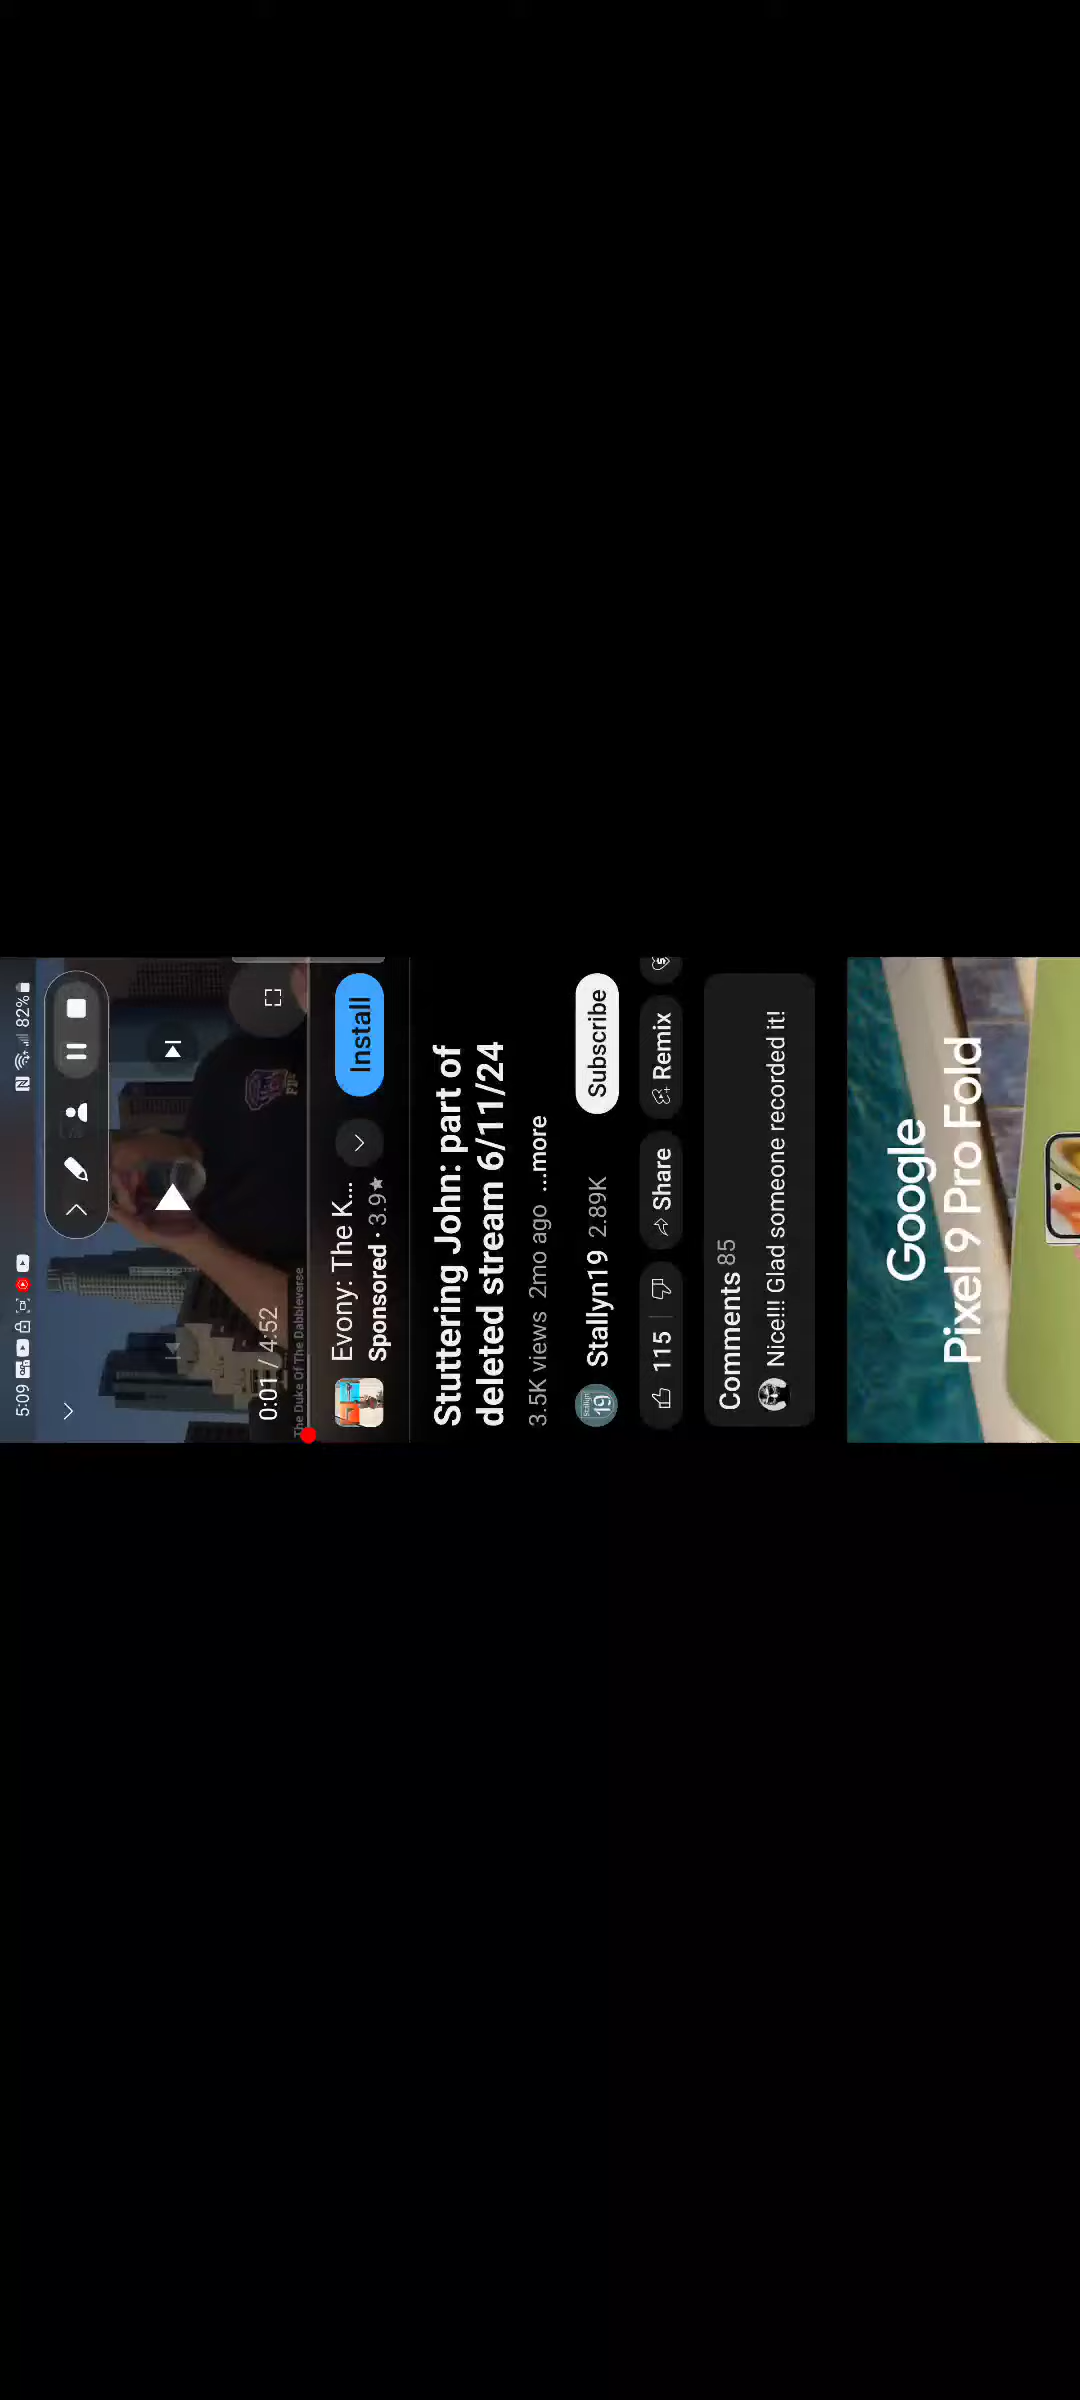 5:09
82%
0:01 / 4:52
The Duke Of The Dabbleverse
Evony: The K...
Sponsored · 3.9★
Install
Stuttering John: part of
deleted stream 6/11/24
3.5K views 2mo ago ...more
Stallyn19 2.89K
Subscribe
115
Share
Remix
Comments 85
Nice!!! Glad someone recorded it!
Google
Pixel 9 Pro Fold